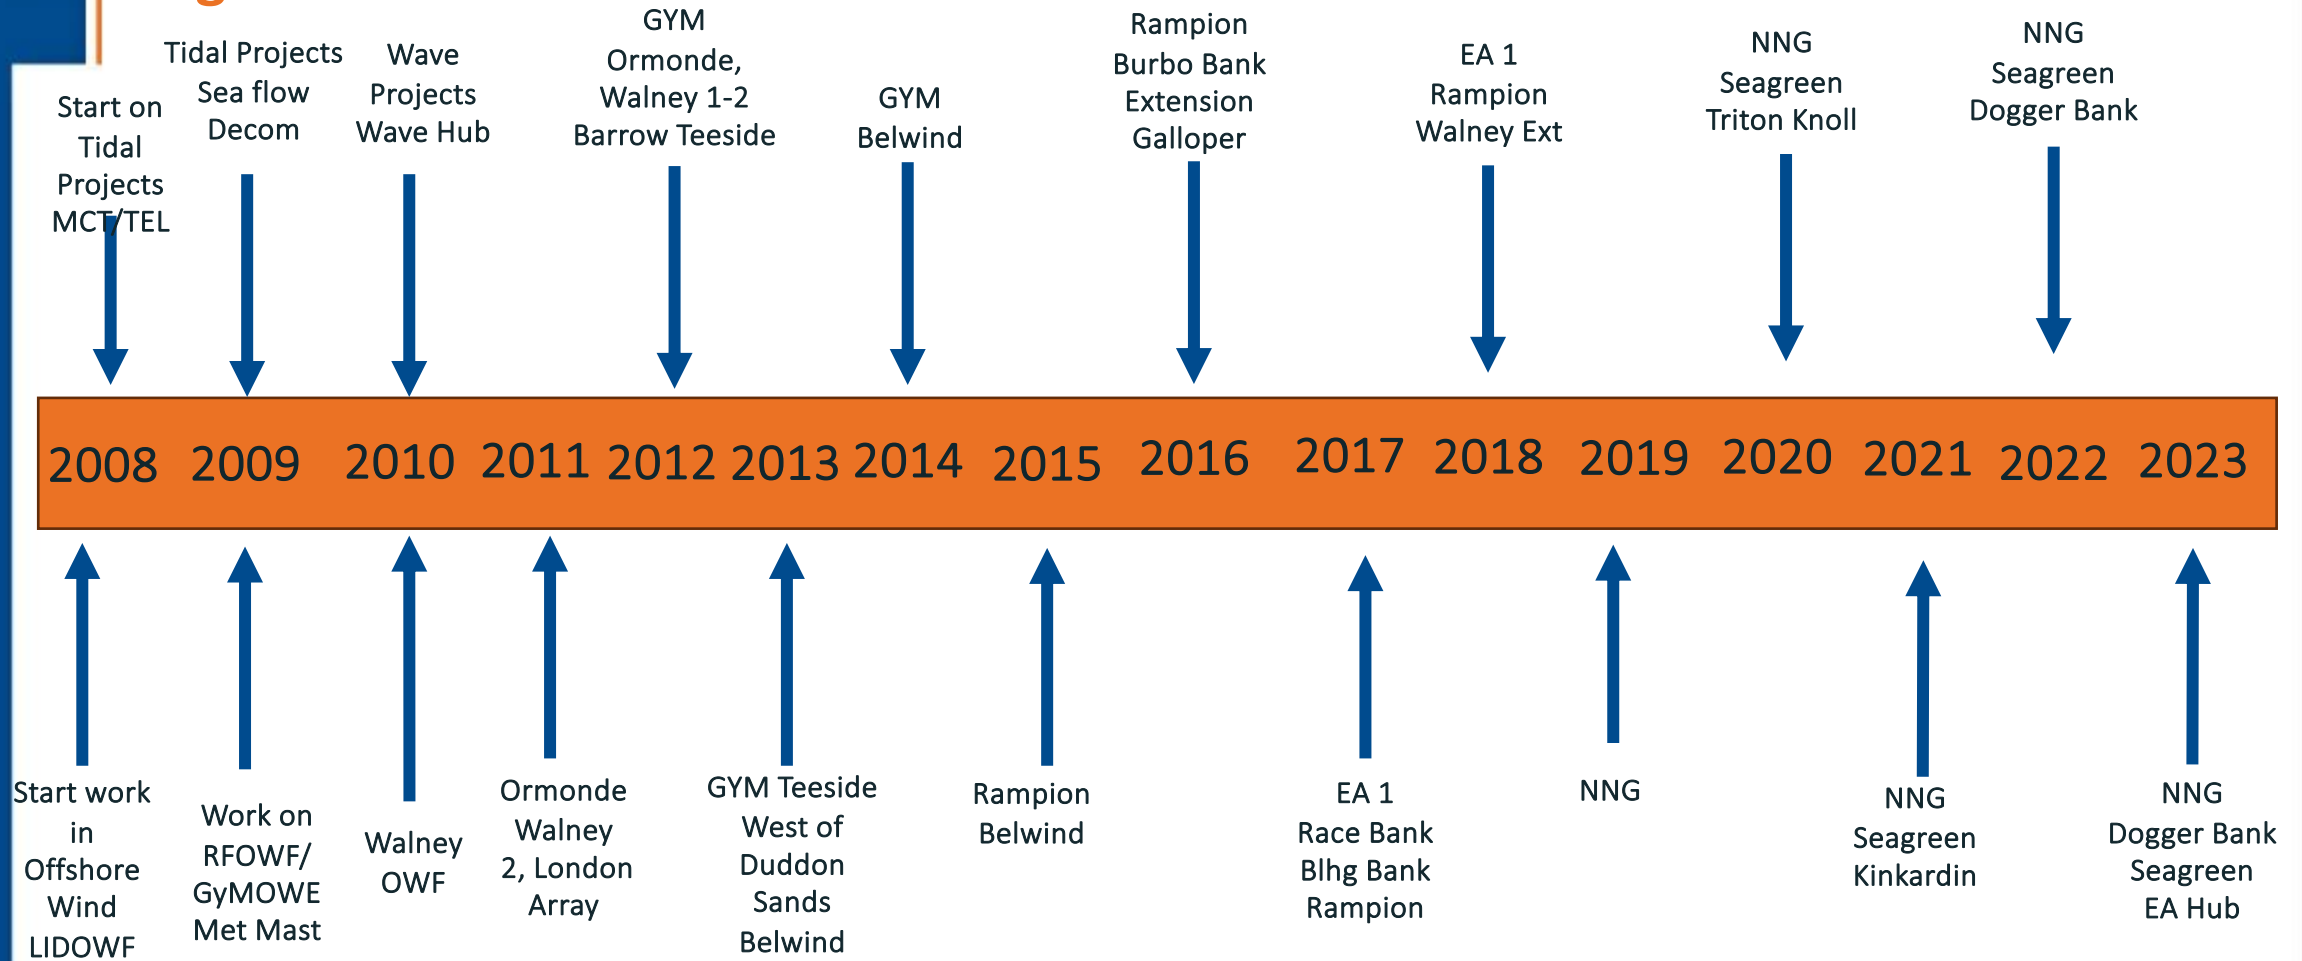 Start on
Tidal
Projects
MCT/TEL
Tidal Projects
Sea flow
Decom
Wave
Projects
Wave Hub
GYM
Ormonde,
Walney 1-2
Barrow Teeside
GYM
Belwind
Rampion
Burbo Bank
Extension
Galloper
EA 1
Rampion
Walney Ext
NNG
Seagreen
Triton Knoll
NNG
Seagreen
Dogger Bank
2008 2009 2010 2011 2012 2013 2014 2015 2016 2017 2018 2019 2020 2021 2022 2023
Start work
in
Offshore
Wind
LIDOWF
Work on
RFOWF/
GyMOWE
Met Mast
Walney
OWF
Ormonde
Walney
2, London
Array
GYM Teeside
West of
Duddon
Sands
Belwind
Rampion
Belwind
EA 1
Race Bank
Blhg Bank
Rampion
NNG
NNG
Seagreen
Kinkardin
NNG
Dogger Bank
Seagreen
EA Hub